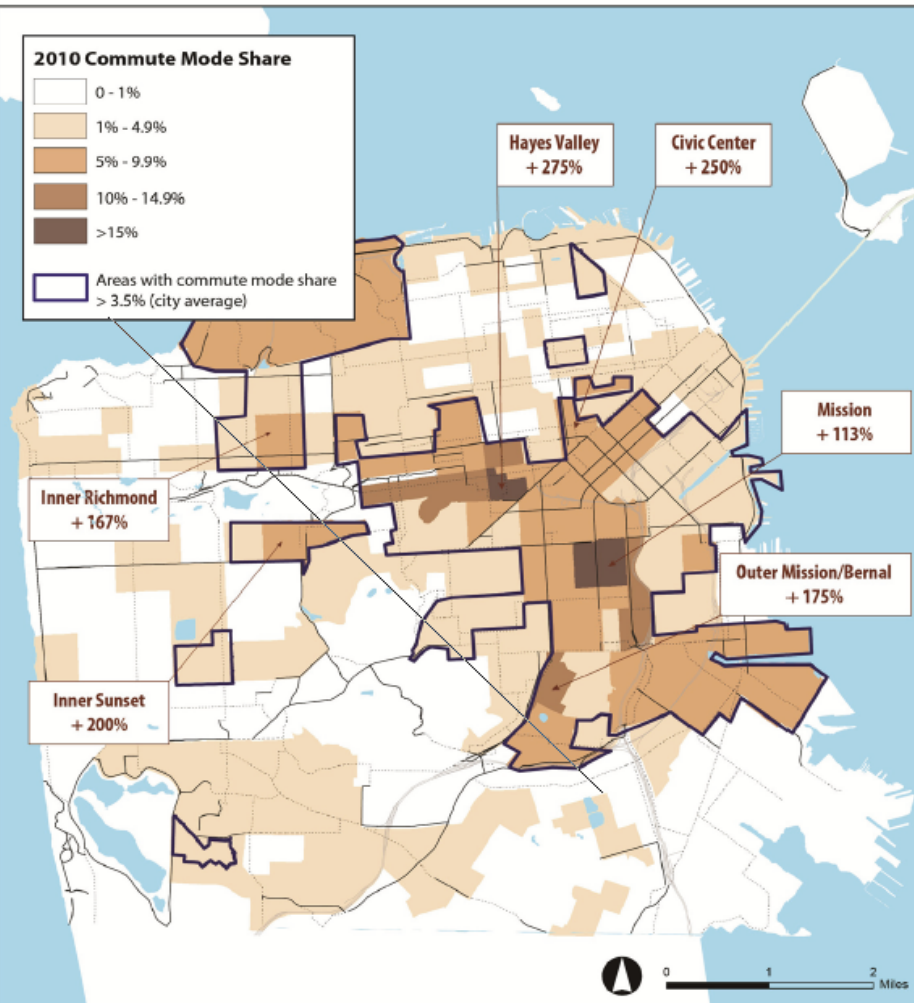 2010 Commute Mode Share
0 - 1%
1% - 4.9%
5% - 9.9%
10% - 14.9%
>15%
Areas with commute mode share
> 3.5% (city average)
Hayes Valley
+ 275%
Civic Center
+ 250%
Mission
+ 113%
Inner Richmond
+ 167%
Outer Mission/Bernal
+ 175%
Inner Sunset
+ 200%
0 1 2
Miles